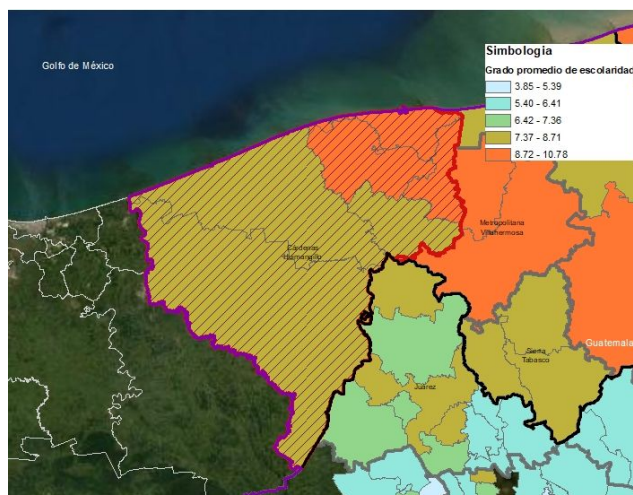 Golfo de México
Simbologia
Grado promedio de escolaridad
3.85 - 5.39
5.40 - 6.41
6.42 - 7.36
7.37 - 8.71
8.72 - 10.78
Metropolitana
Villahermosa
Cárdenas
Huimanguillo
Guatemala
Sierra
Tabasco
Juárez